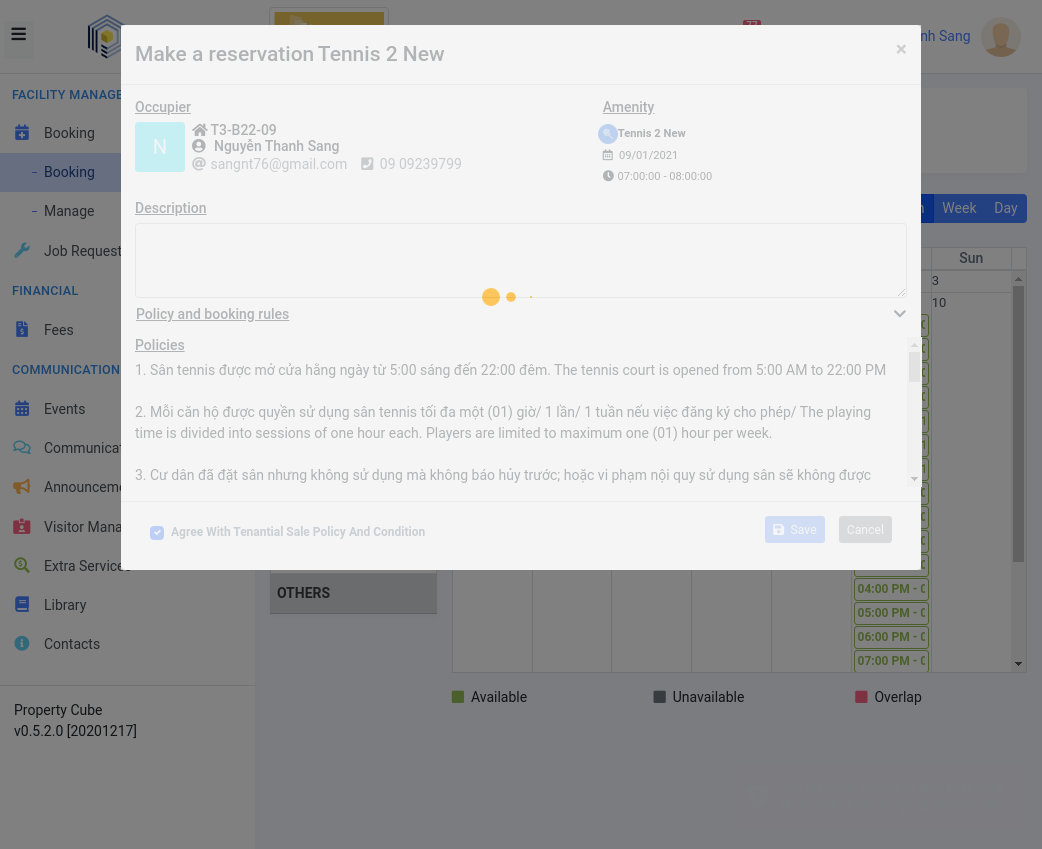 77
nh Sang
Make a reservation Tennis 2 New
×
FACILITY MANAGE
Booking
Booking
Manage
Job Request
FINANCIAL
Fees
COMMUNICATION
Events
Communicat
Announceme
Visitor Mana
Extra Service
Library
Contacts
Property Cube
v0.5.2.0 [20201217]
Occupier
N
T3-B22-09
Nguyễn Thanh Sang
sangnt76@gmail.com 09 09239799
Amenity
Tennis 2 New
09/01/2021
07:00:00 - 08:00:00
Description
Policy and booking rules
Policies
1. Sân tennis được mở cửa hằng ngày từ 5:00 sáng đến 22:00 đêm. The tennis court is opened from 5:00 AM to 22:00 PM
2. Mỗi căn hộ được quyền sử dụng sân tennis tối đa một (01) giờ/ 1 lần/ 1 tuần nếu việc đăng ký cho phép/ The playing
time is divided into sessions of one hour each. Players are limited to maximum one (01) hour per week.
3. Cư dân đã đặt sân nhưng không sử dụng mà không báo hủy trước; hoặc vi phạm nội quy sử dụng sân sẽ không được
Agree With Tenantial Sale Policy And Condition
Save
Cancel
Week
Day
Sun
3
10
OTHERS
04:00 PM - 0
05:00 PM - 0
06:00 PM - 0
07:00 PM - 0
Available
Unavailable
Overlap